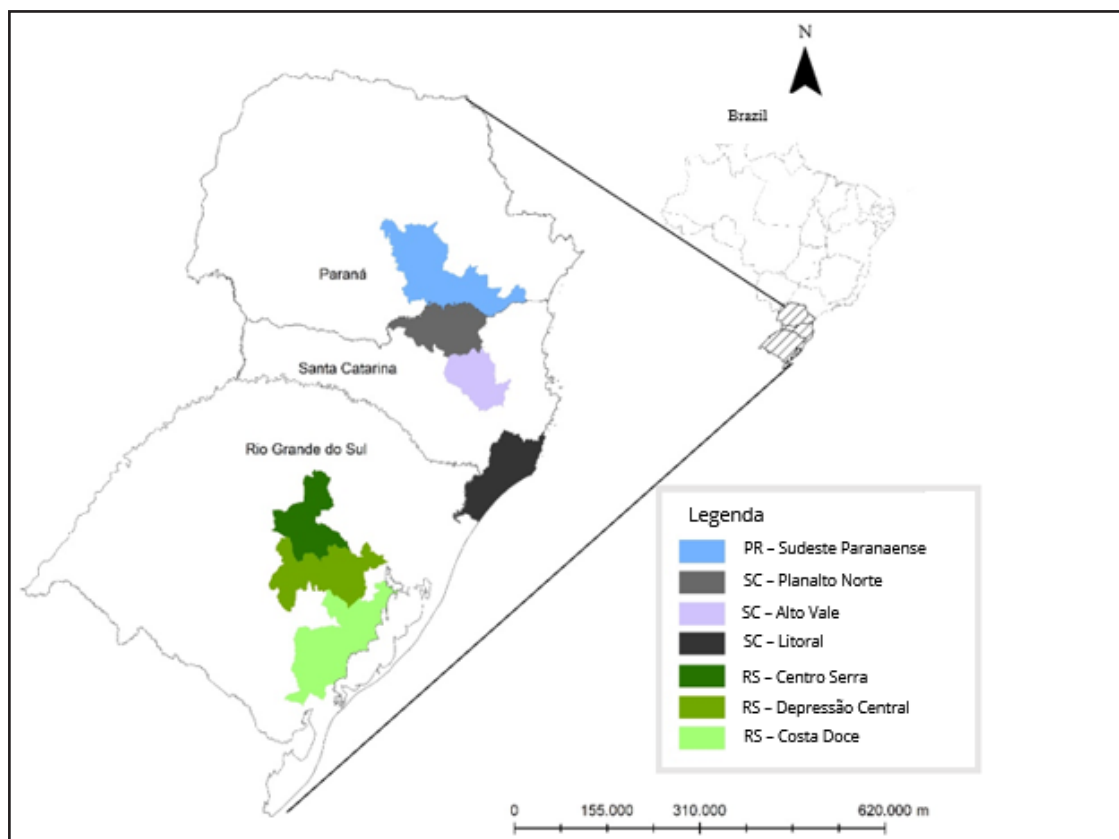 N
Brazil
Paraná
Santa Catarina
Rio Grande do Sul
Legenda
PR – Sudeste Paranaense
SC – Planalto Norte
SC – Alto Vale
SC – Litoral
RS – Centro Serra
RS – Depressão Central
RS – Costa Doce
0 155.000 310.000 620.000 m